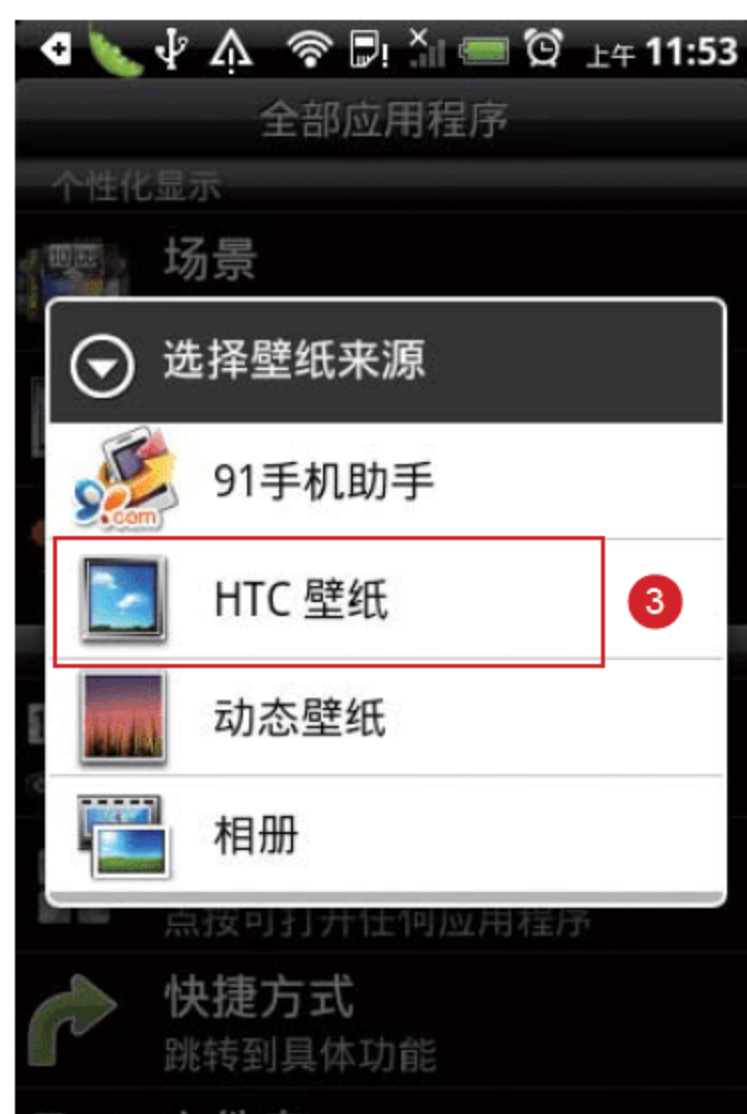 上午 11:53
全部应用程序
个性化显示
场景
选择壁纸来源
91手机助手
.com
HTC 壁纸
3
动态壁纸
相册
点按可打开任何应用程序
快捷方式
跳转到具体功能